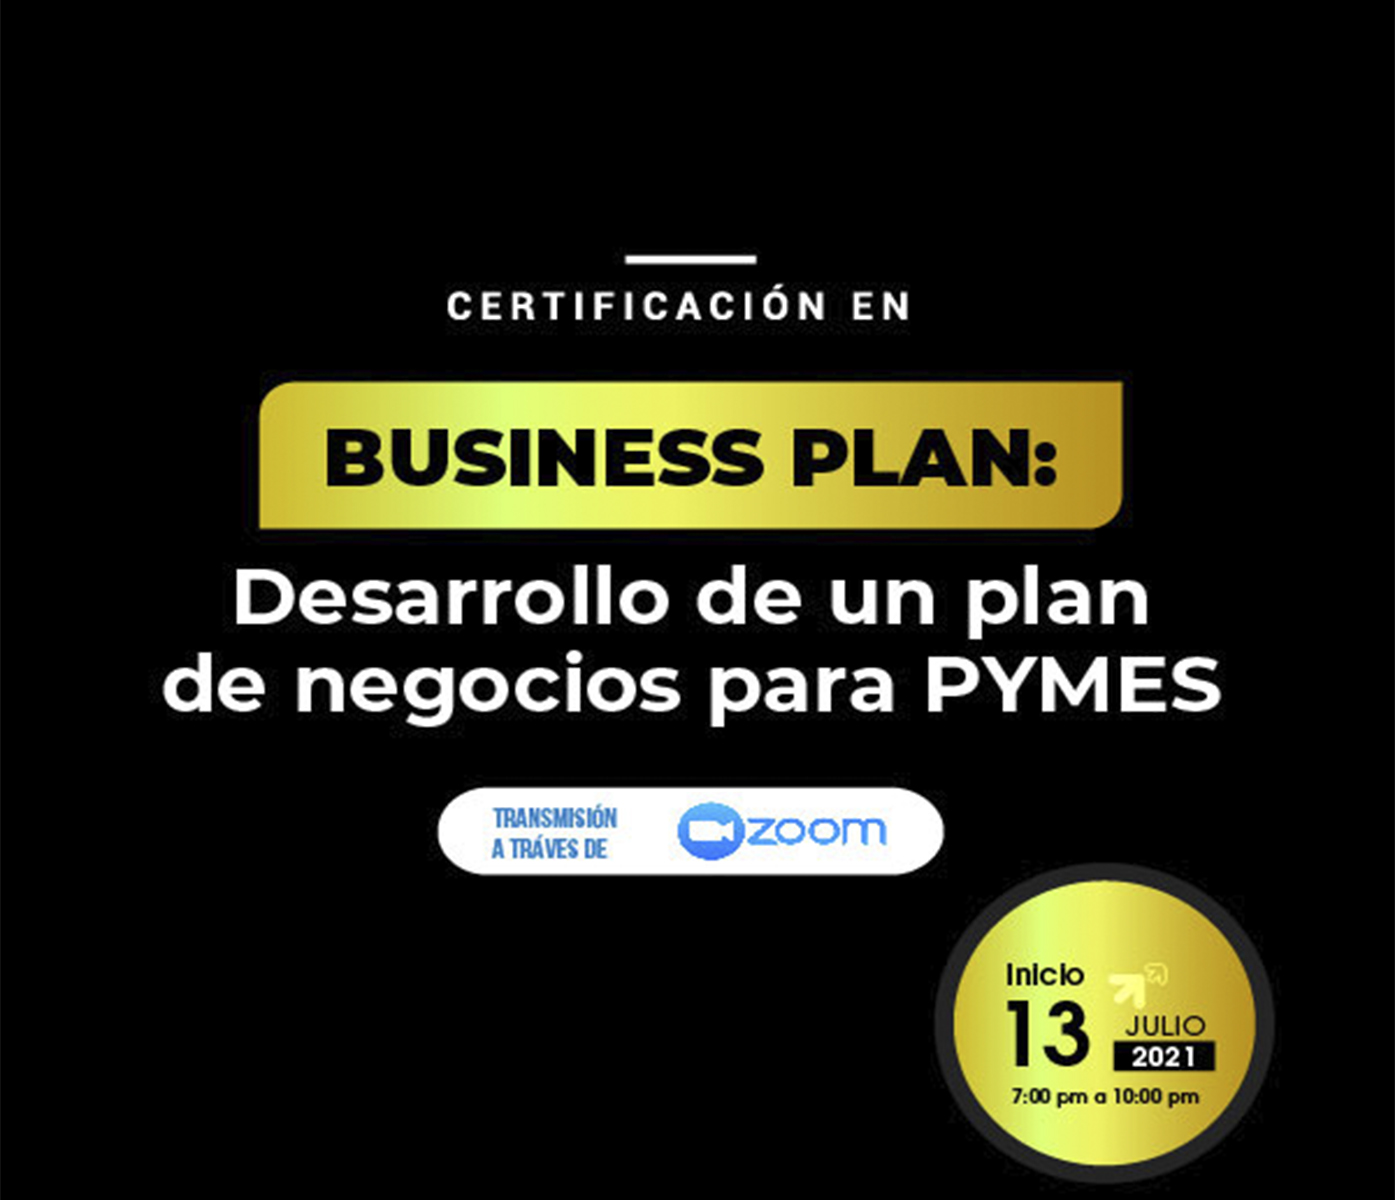 CERTIFICACIÓN EN
BUSINESS PLAN:
Desarrollo de un plan
de negocios para PYMES
TRANSMISIÓN
A TRÁVES DE
zoom
Inicio
13 JULIO
2021
7:00 pm a 10:00 pm